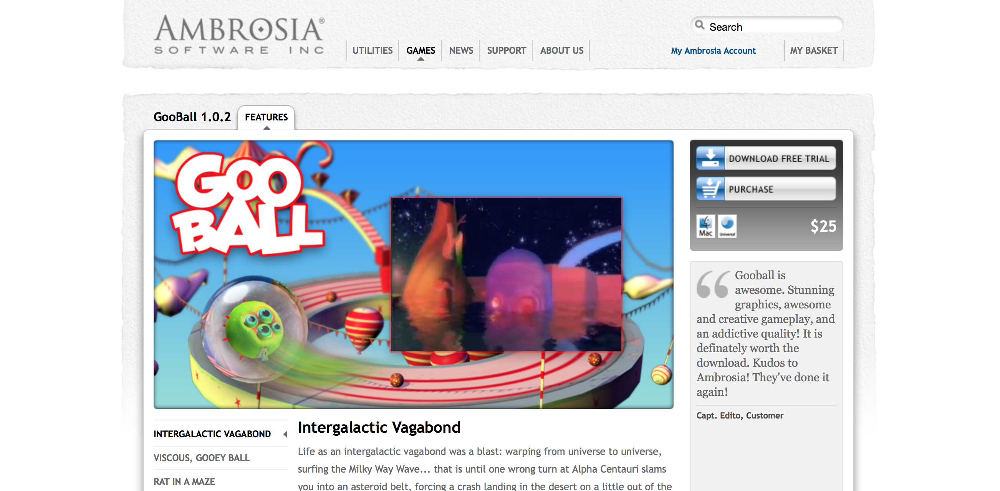 AMBROSIA®
SOFTWARE INC
UTILITIES
GAMES
NEWS
SUPPORT
ABOUT US
Search
My Ambrosia Account
MY BASKET
GooBall 1.0.2
FEATURES
GOO
BALL
DOWNLOAD FREE TRIAL
PURCHASE
Mac
Universal
$25
“Gooball is
awesome. Stunning
graphics, awesome
and creative gameplay, and
an addictive quality! It is
definately worth the
download. Kudos to
Ambrosia! They've done it
again!
Capt. Edito, Customer
INTERGALACTIC VAGABOND
VISCOUS, GOOEY BALL
RAT IN A MAZE
Intergalactic Vagabond
Life as an intergalactic vagabond was a blast: warping from universe to universe,
surfing the Milky Way Wave... that is until one wrong turn at Alpha Centauri slams
you into an asteroid belt, forcing a crash landing in the desert on a little out of the